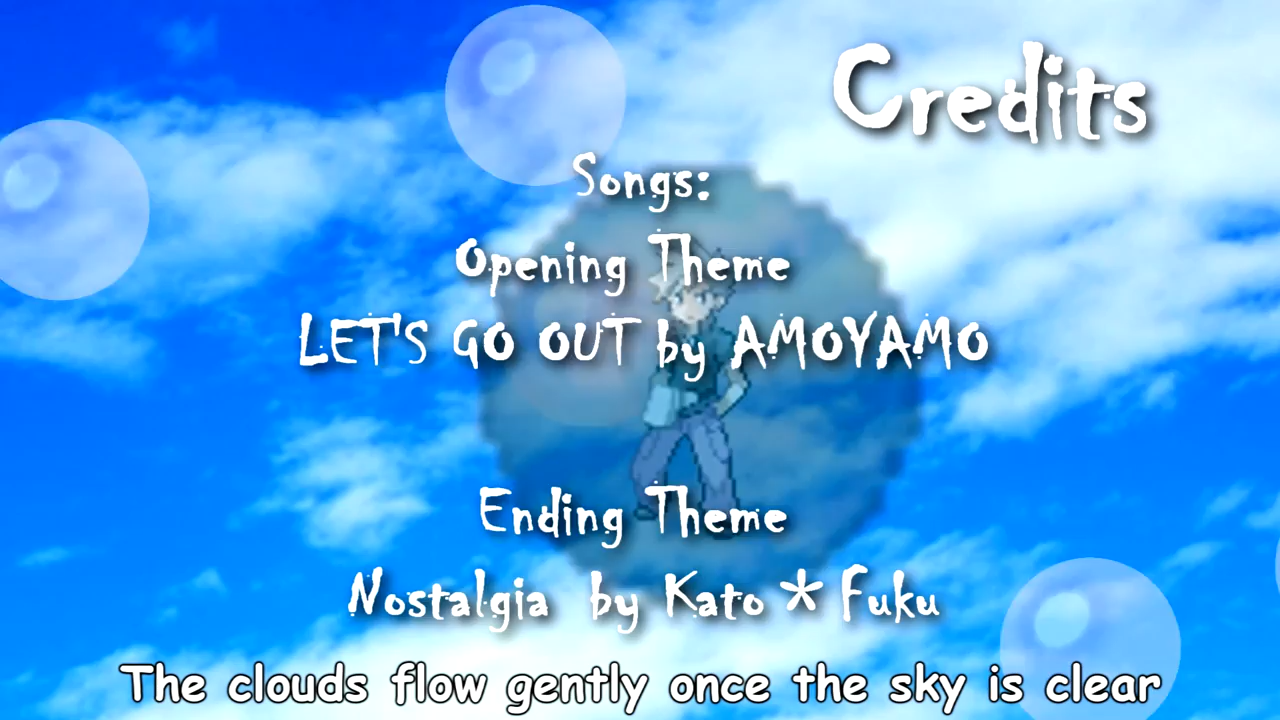 Credits
Songs:
Opening Theme
LET'S GO OUT by AMOYAMO
Ending Theme
Nostalgia by Kato * Fuku
The clouds flow gently once the sky is clear